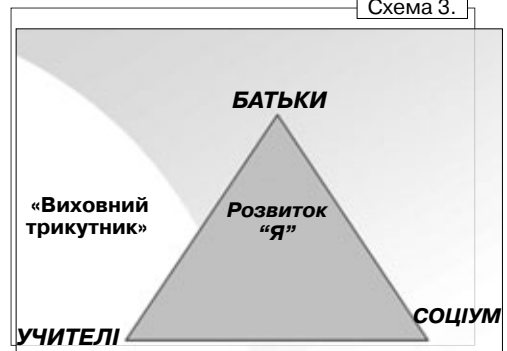 Схема 3.
БАТЬКИ
«Виховний
трикутник»
Розвиток
“Я”
СОЦІУМ
УЧИТЕЛІ